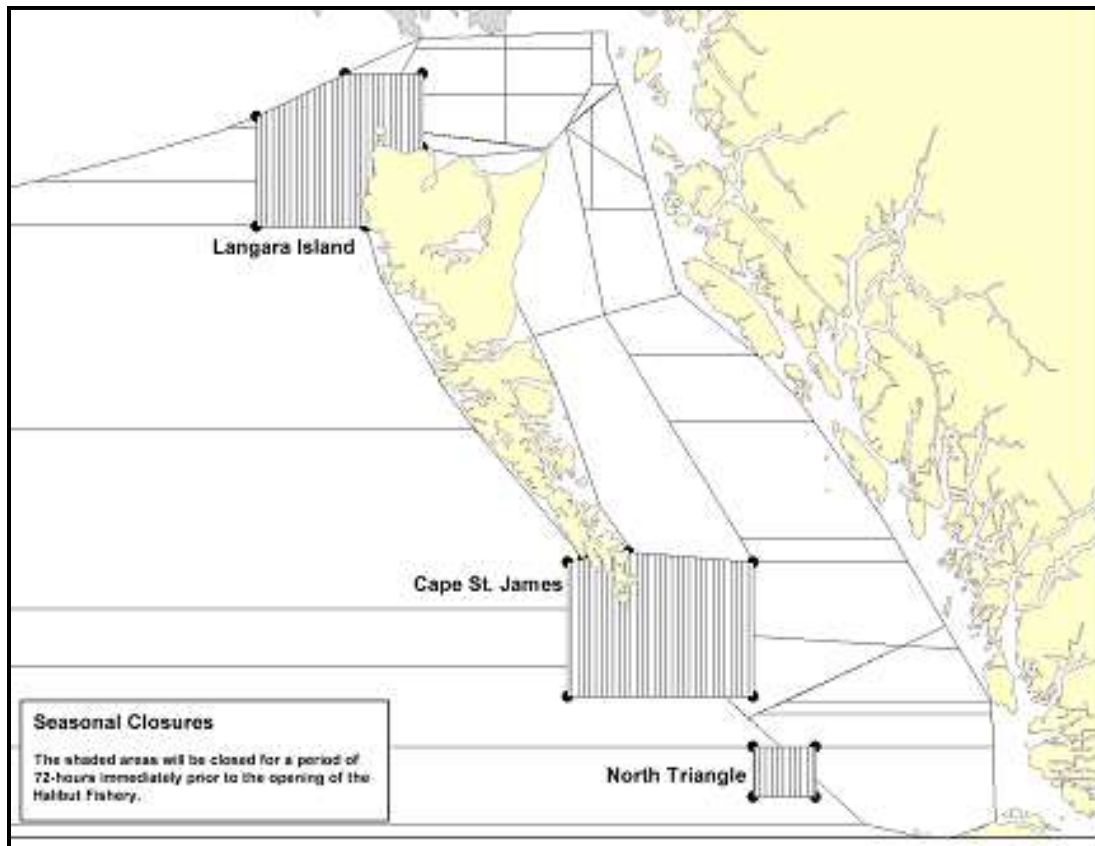 Langara Island
Cape St. James
Seasonal Closures
The shaded areas will be closed for a period of
72-hours immediately prior to the opening of the
Halibut Fishery.
North Triangle